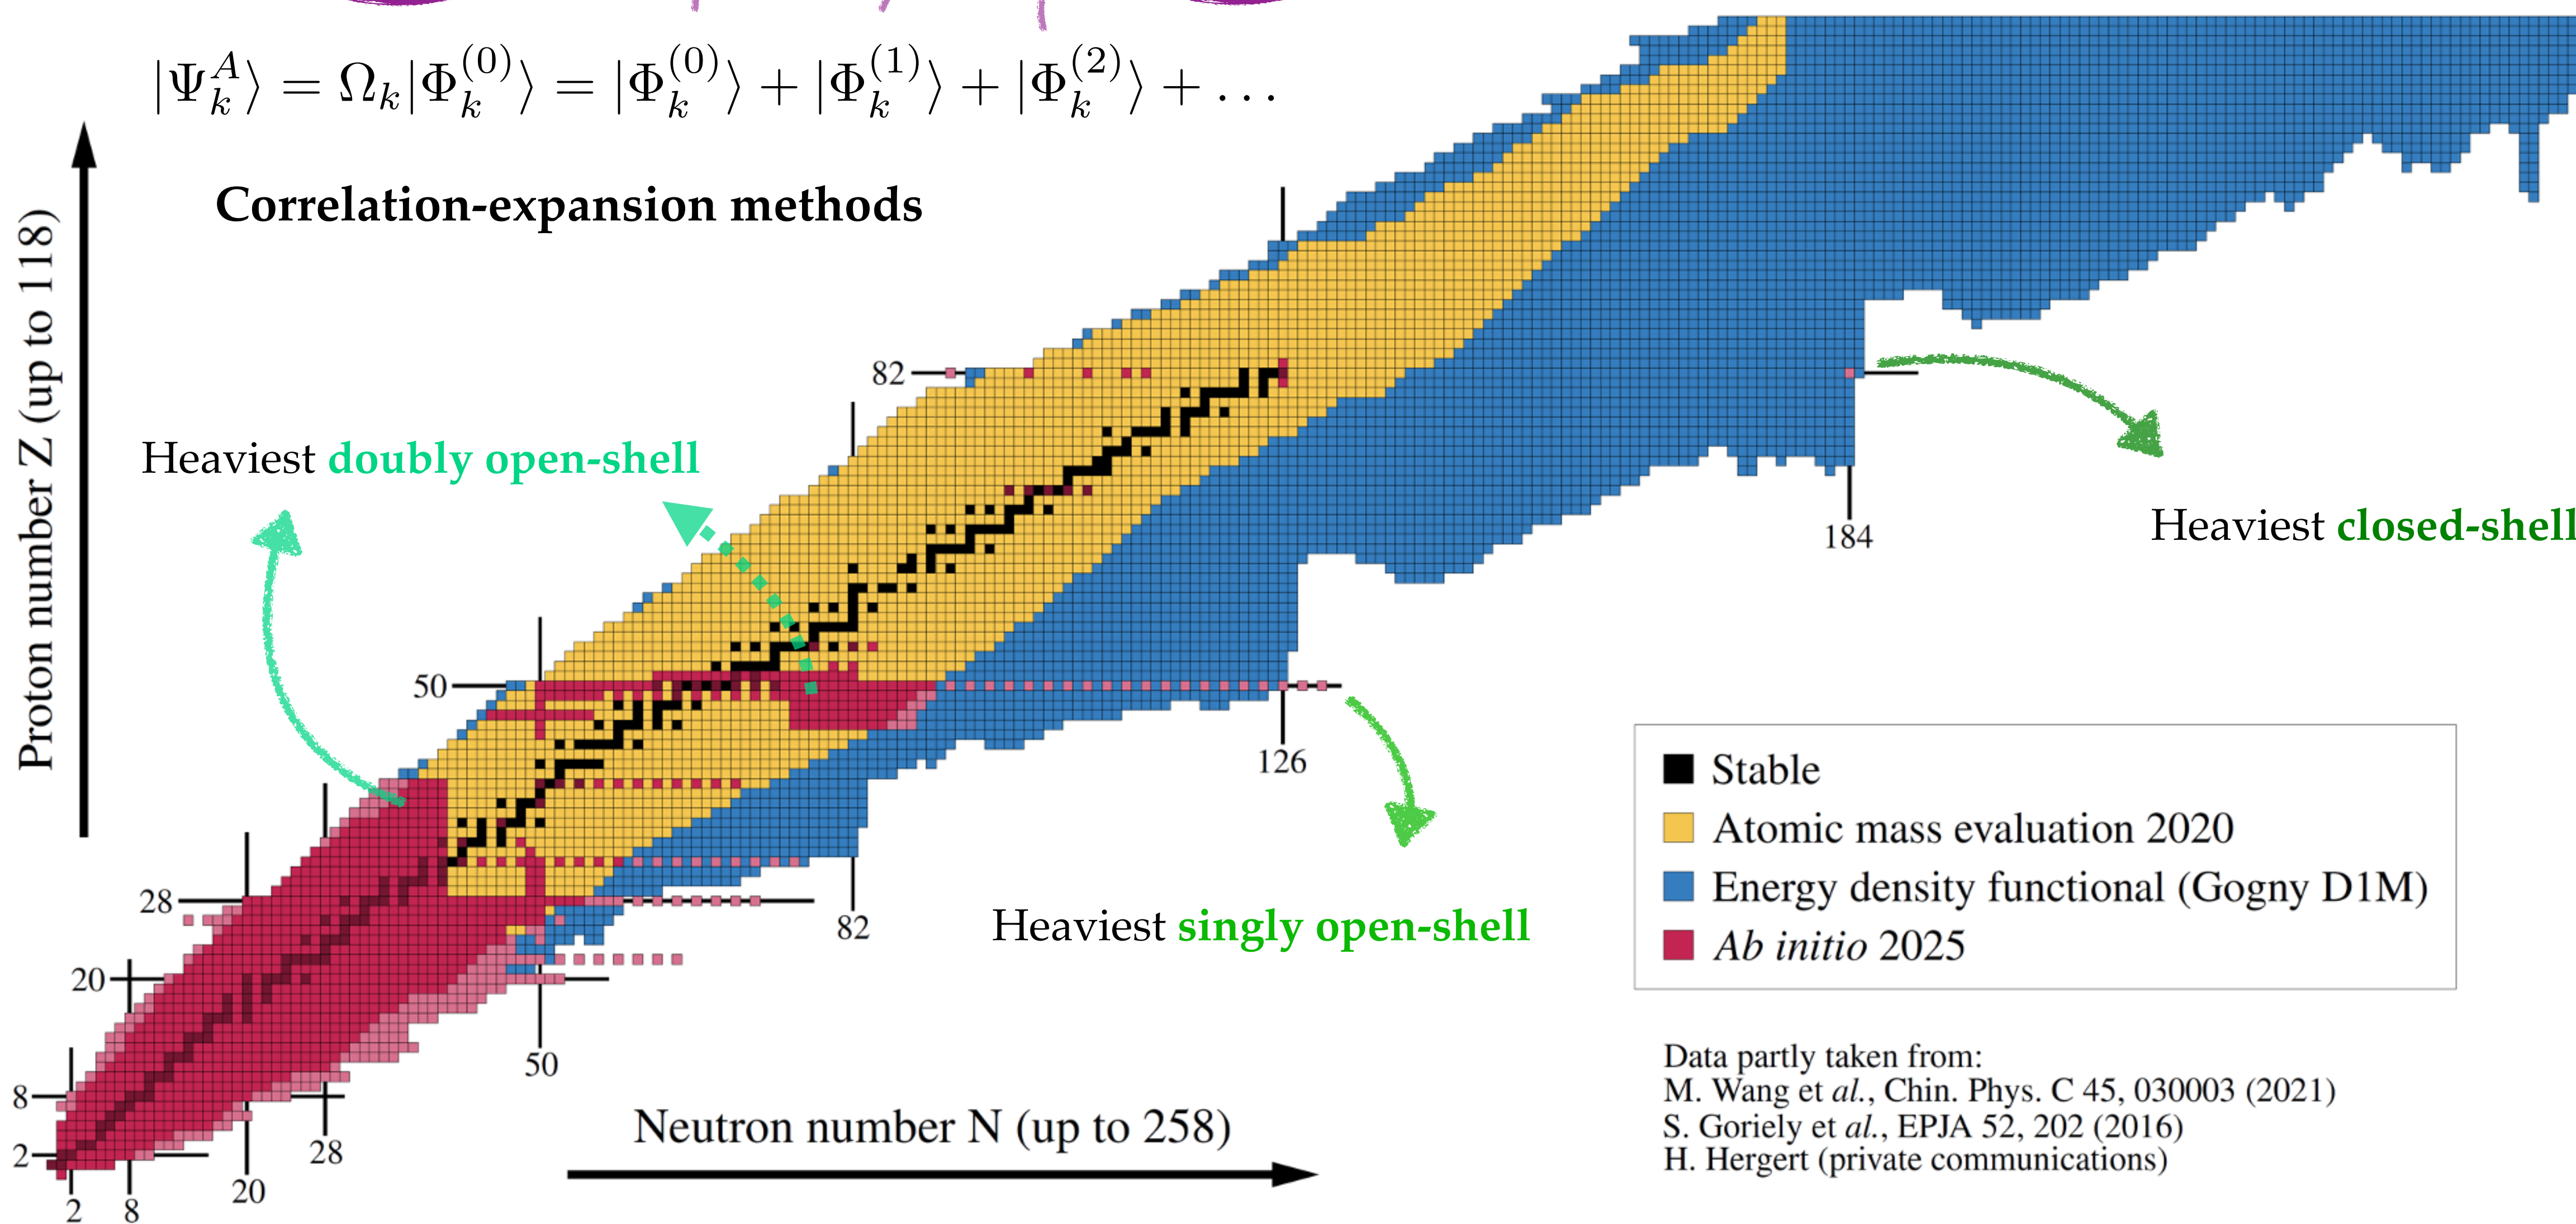 |Ψ_k^A⟩ = Ω_k|Φ_k^(0)⟩ = |Φ_k^(0)⟩ + |Φ_k^(1)⟩ + |Φ_k^(2)⟩ + ...
Correlation-expansion methods
Proton number Z (up to 118)
82
Heaviest doubly open-shell
184
Heaviest closed-shell
50
126
Stable
Atomic mass evaluation 2020
Energy density functional (Gogny D1M)
Ab initio 2025
28
82
Heaviest singly open-shell
20
50
Data partly taken from:
M. Wang et al., Chin. Phys. C 45, 030003 (2021)
S. Goriely et al., EPJA 52, 202 (2016)
H. Hergert (private communications)
8
Neutron number N (up to 258)
2
28
20
2
8